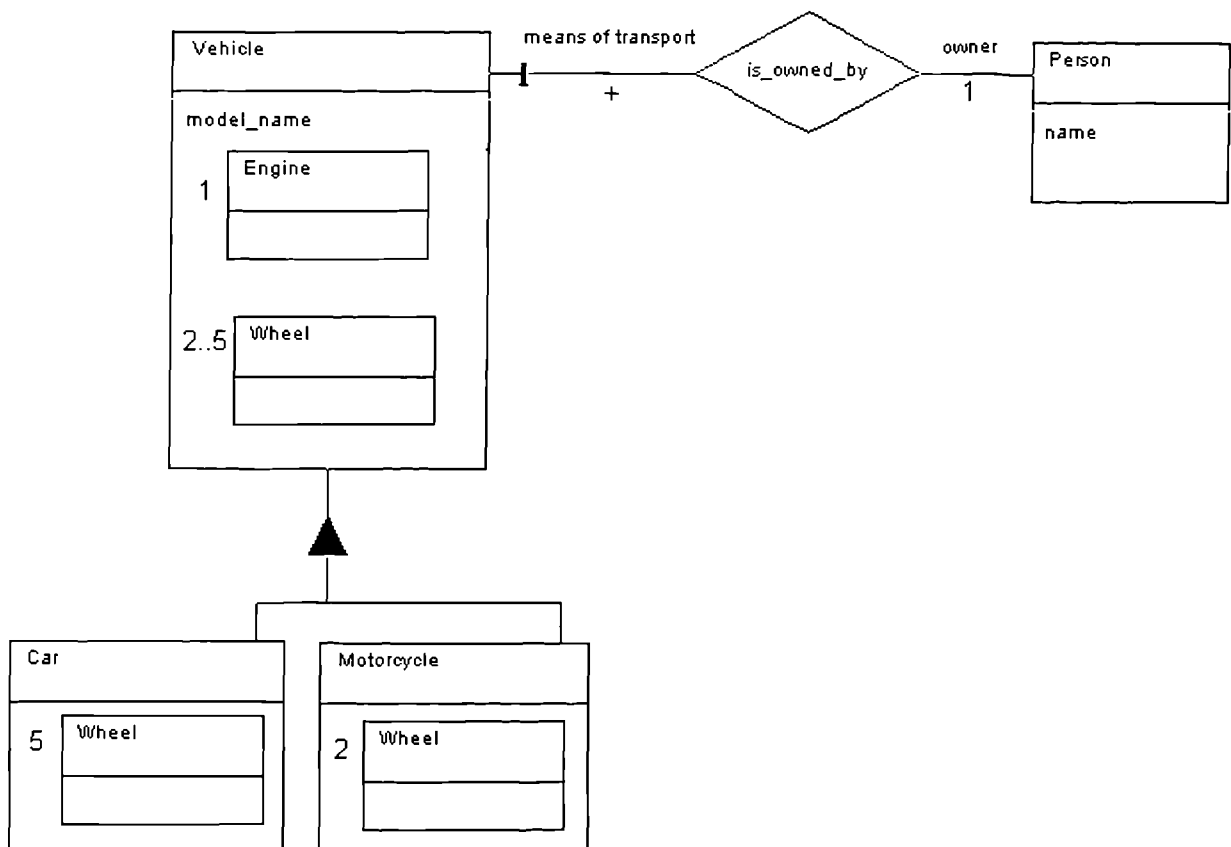 means of transport
Vehicle
owner
Person
is_owned_by
+
1
model_name
name
Engine
1
Wheel
2..5
Car
Motorcycle
5
Wheel
2
Wheel